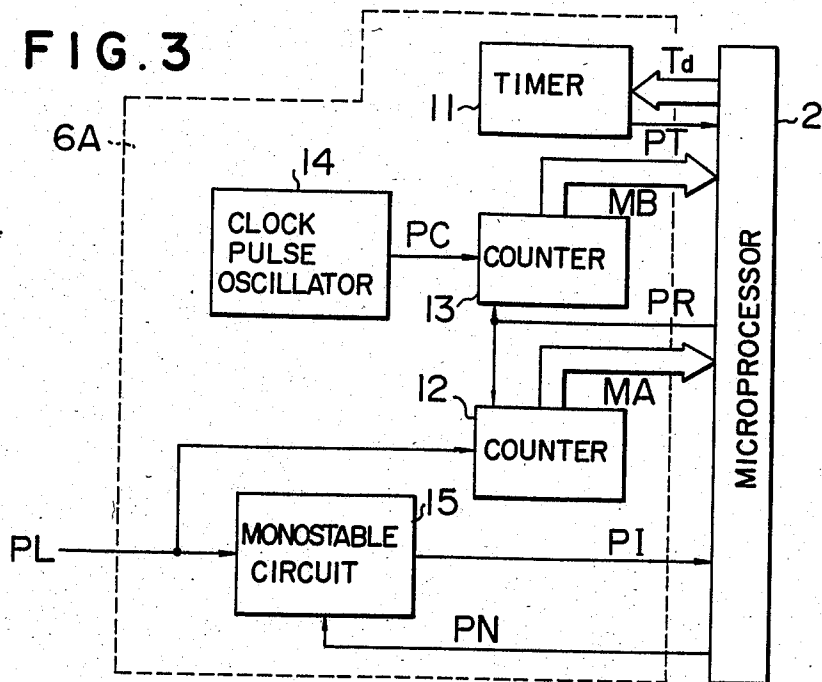 FIG.3
6A
11
TIMER
Td
PT
2
14
CLOCK
PULSE
OSCILLATOR
PC
MB
COUNTER
13
PR
MICROPROCESSOR
12
MA
COUNTER
15
PL
MONOSTABLE
CIRCUIT
PI
PN